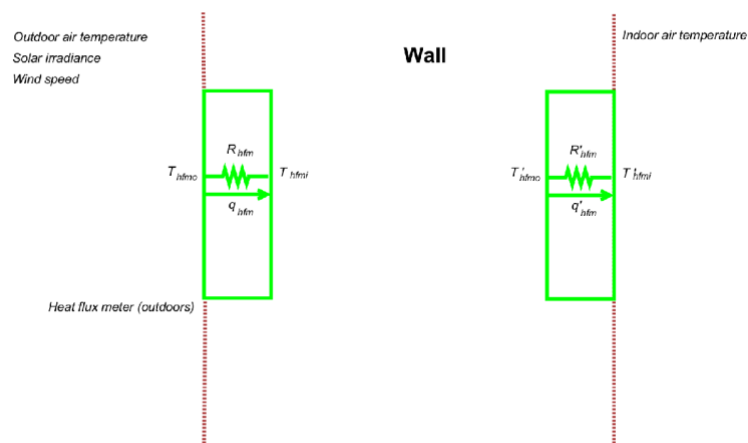 Outdoor air temperature
Solar irradiance
Wind speed
Wall
Indoor air temperature
R hfm
T hfmo
T hfmi
q hfm
R' hfm
T' hfmo
T' hfmi
q' hfm
Heat flux meter (outdoors)